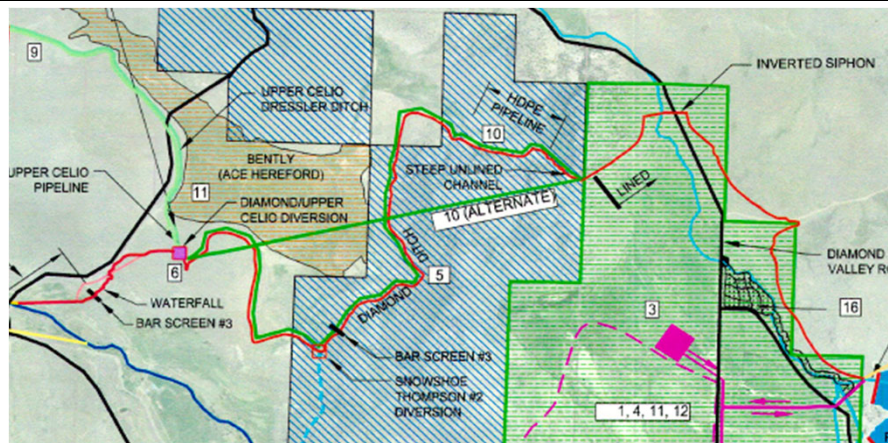 9
UPPER CELIO
DRESSLER DITCH
INVERTED SIPHON
HDPE
PIPELINE
10
BENTLY
(ACE HEREFORD)
STEEP UNLINED
CHANNEL
LINED
UPPER CELIO
PIPELINE
11
DIAMOND/UPPER
CELIO DIVERSION
10 (ALTERNATE)
DITCH
DIAMOND
VALLEY R
6
5
DIAMOND
WATERFALL
BAR SCREEN #3
3
16
BAR SCREEN #3
SNOWSHOE
THOMPSON #2
DIVERSION
1, 4, 11, 12